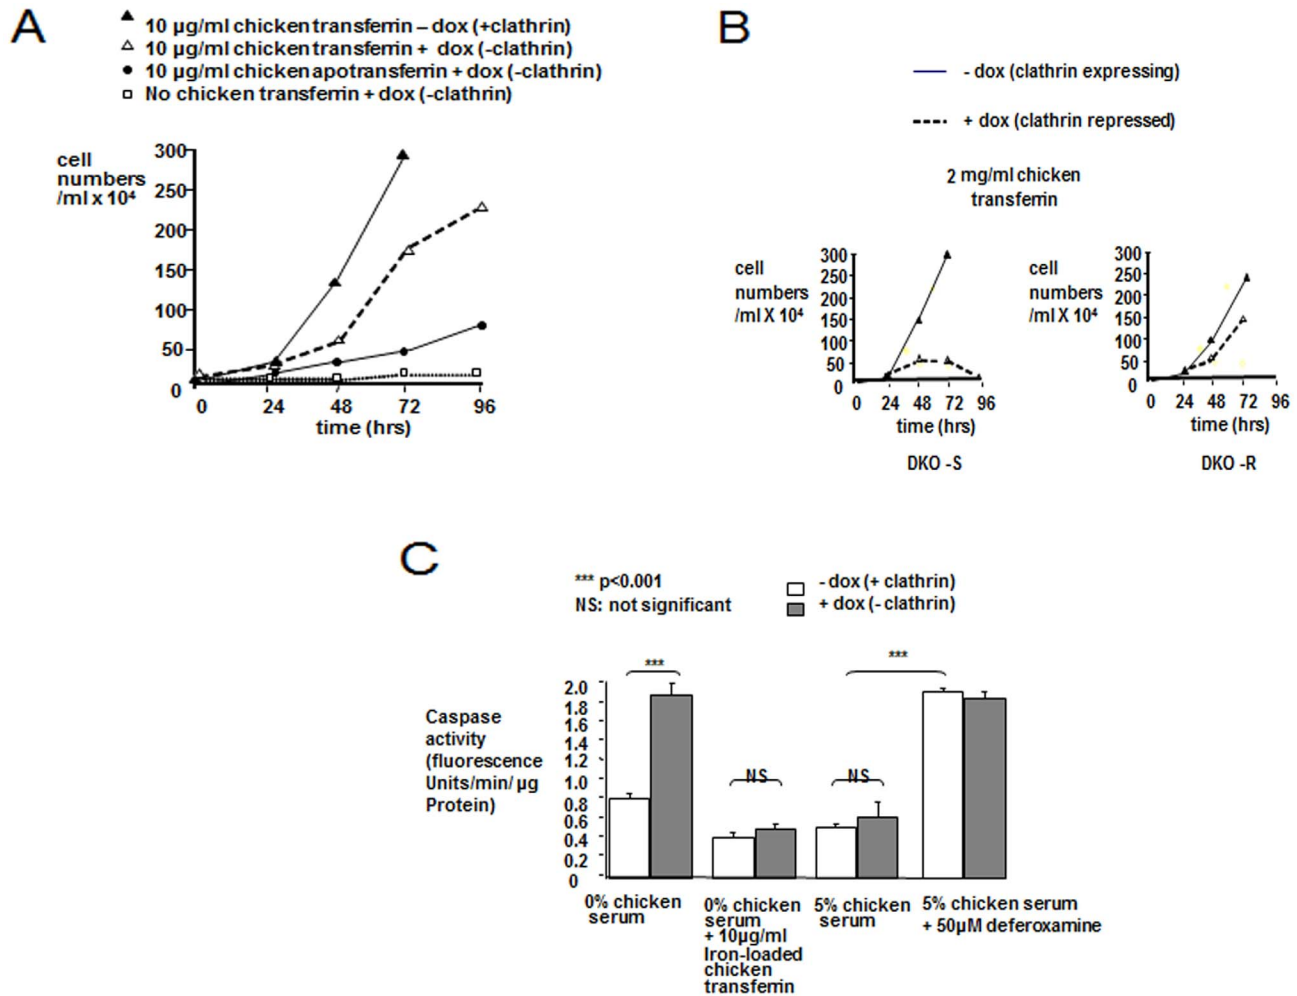 A
10 µg/ml chicken transferrin – dox (+clathrin)
10 µg/ml chicken transferrin + dox (-clathrin)
10 µg/ml chicken apotransferrin + dox (-clathrin)
No chicken transferrin + dox (-clathrin)
cell
numbers
/ml x 10⁴
300
250
200
150
100
50
0
0 24 48 72 96
time (hrs)
B
- dox (clathrin expressing)
+ dox (clathrin repressed)
2 mg/ml chicken
transferrin
cell
numbers
/ml X 10⁴
300
250
200
150
100
50
0
0 24 48 72 96
time (hrs)
DKO -S
cell
numbers
/ml X 10⁴
300
250
200
150
100
50
0
0 24 48 72 96
time (hrs)
DKO -R
C
*** p<0.001
NS: not significant
- dox (+ clathrin)
+ dox (- clathrin)
Caspase
activity
(fluorescence
Units/min/ µg
Protein)
2.0
1.8
1.6
1.4
1.2
1.0
0.8
0.6
0.4
0.2
0
***
NS
NS
***
0% chicken
serum
0% chicken
serum
+ 10µg/ml
Iron-loaded
chicken
transferrin
5% chicken
serum
5% chicken serum
+ 50µM deferoxamine